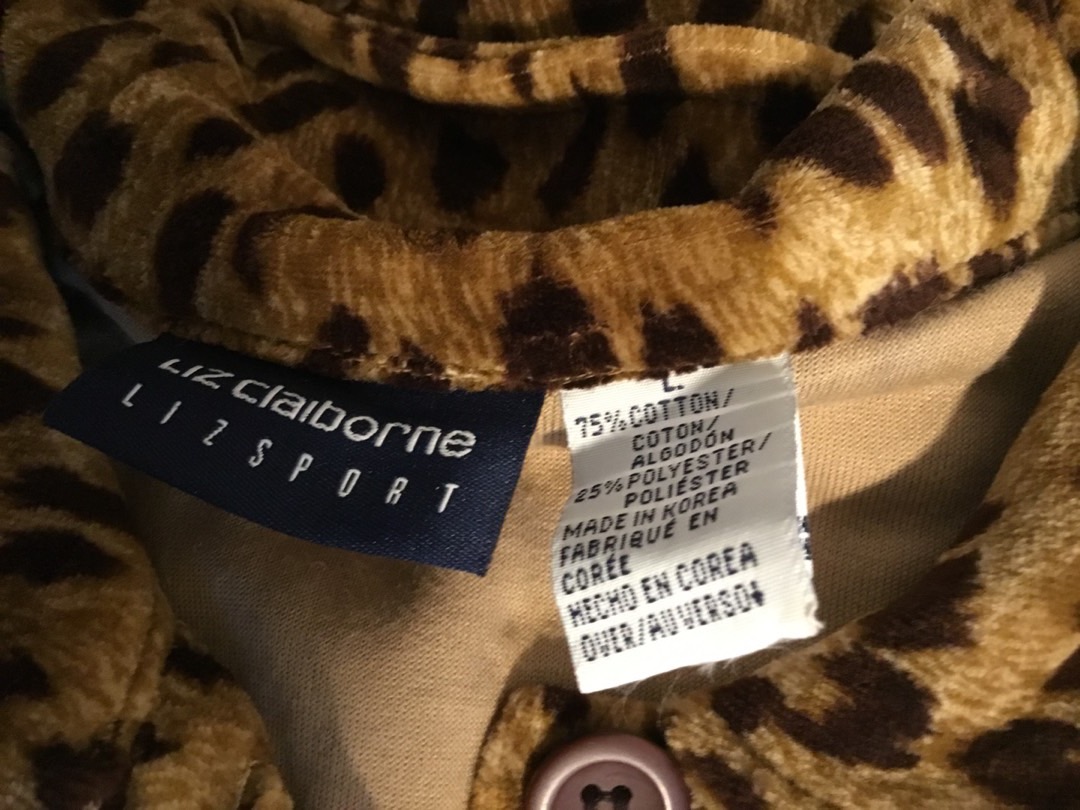 Liz claiborne
LIZSPORT
L
75% COTTON/
COTON/
ALGODÓN
25% POLYESTER/
POLIÉSTER
MADE IN KOREA
FABRIQUÉ EN
CORÉE
HECHO EN COREA
OVER/AU VERSO